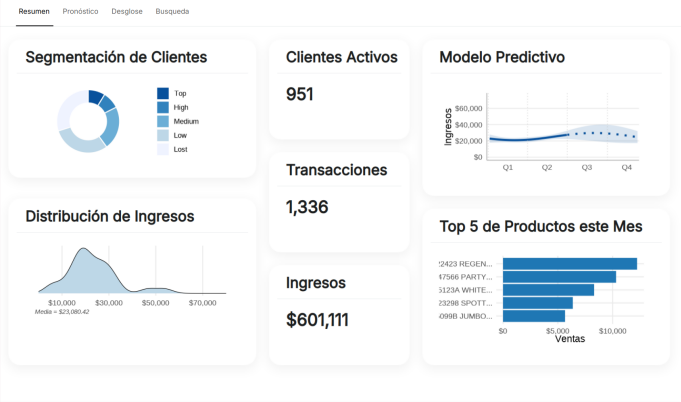 Resumen Pronóstico Desglose Busqueda
Segmentación de Clientes
Top
High
Medium
Low
Lost
Distribución de Ingresos
$10,000 $30,000 $50,000 $70,000
Media = $23,080.42
Clientes Activos
951
Transacciones
1,336
Ingresos
$601,111
Modelo Predictivo
Ingresos
$60,000
$40,000
$20,000
$0
Q1 Q2 Q3 Q4
Top 5 de Productos este Mes
22423 REGEN...
47566 PARTY...
5123A WHITE...
23298 SPOTT...
099B JUMBO...
$0 $5,000 $10,000
Ventas